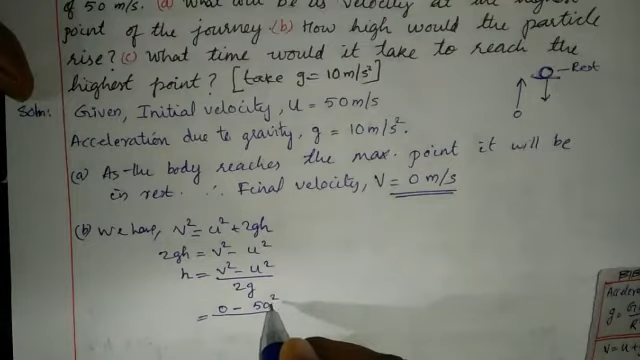 of 50 m/s. (a) What will be its velocity at the highest
point of the journey. (b) How high would the particle
rise? (c) What time would it take to reach the
highest point? [take g = 10 m/s²]
Rest
Soln: Given, Initial velocity, u = 50 m/s
Acceleration due to gravity, g = 10 m/s².
(a) As the body reaches the max. point it will be
in rest. ∴ Final velocity, V = 0 m/s
(b) We have, v² = u² + 2gh
2gh = v² - u²
h = v² - u²
2g
= 0 - 50²
g =
V = u +